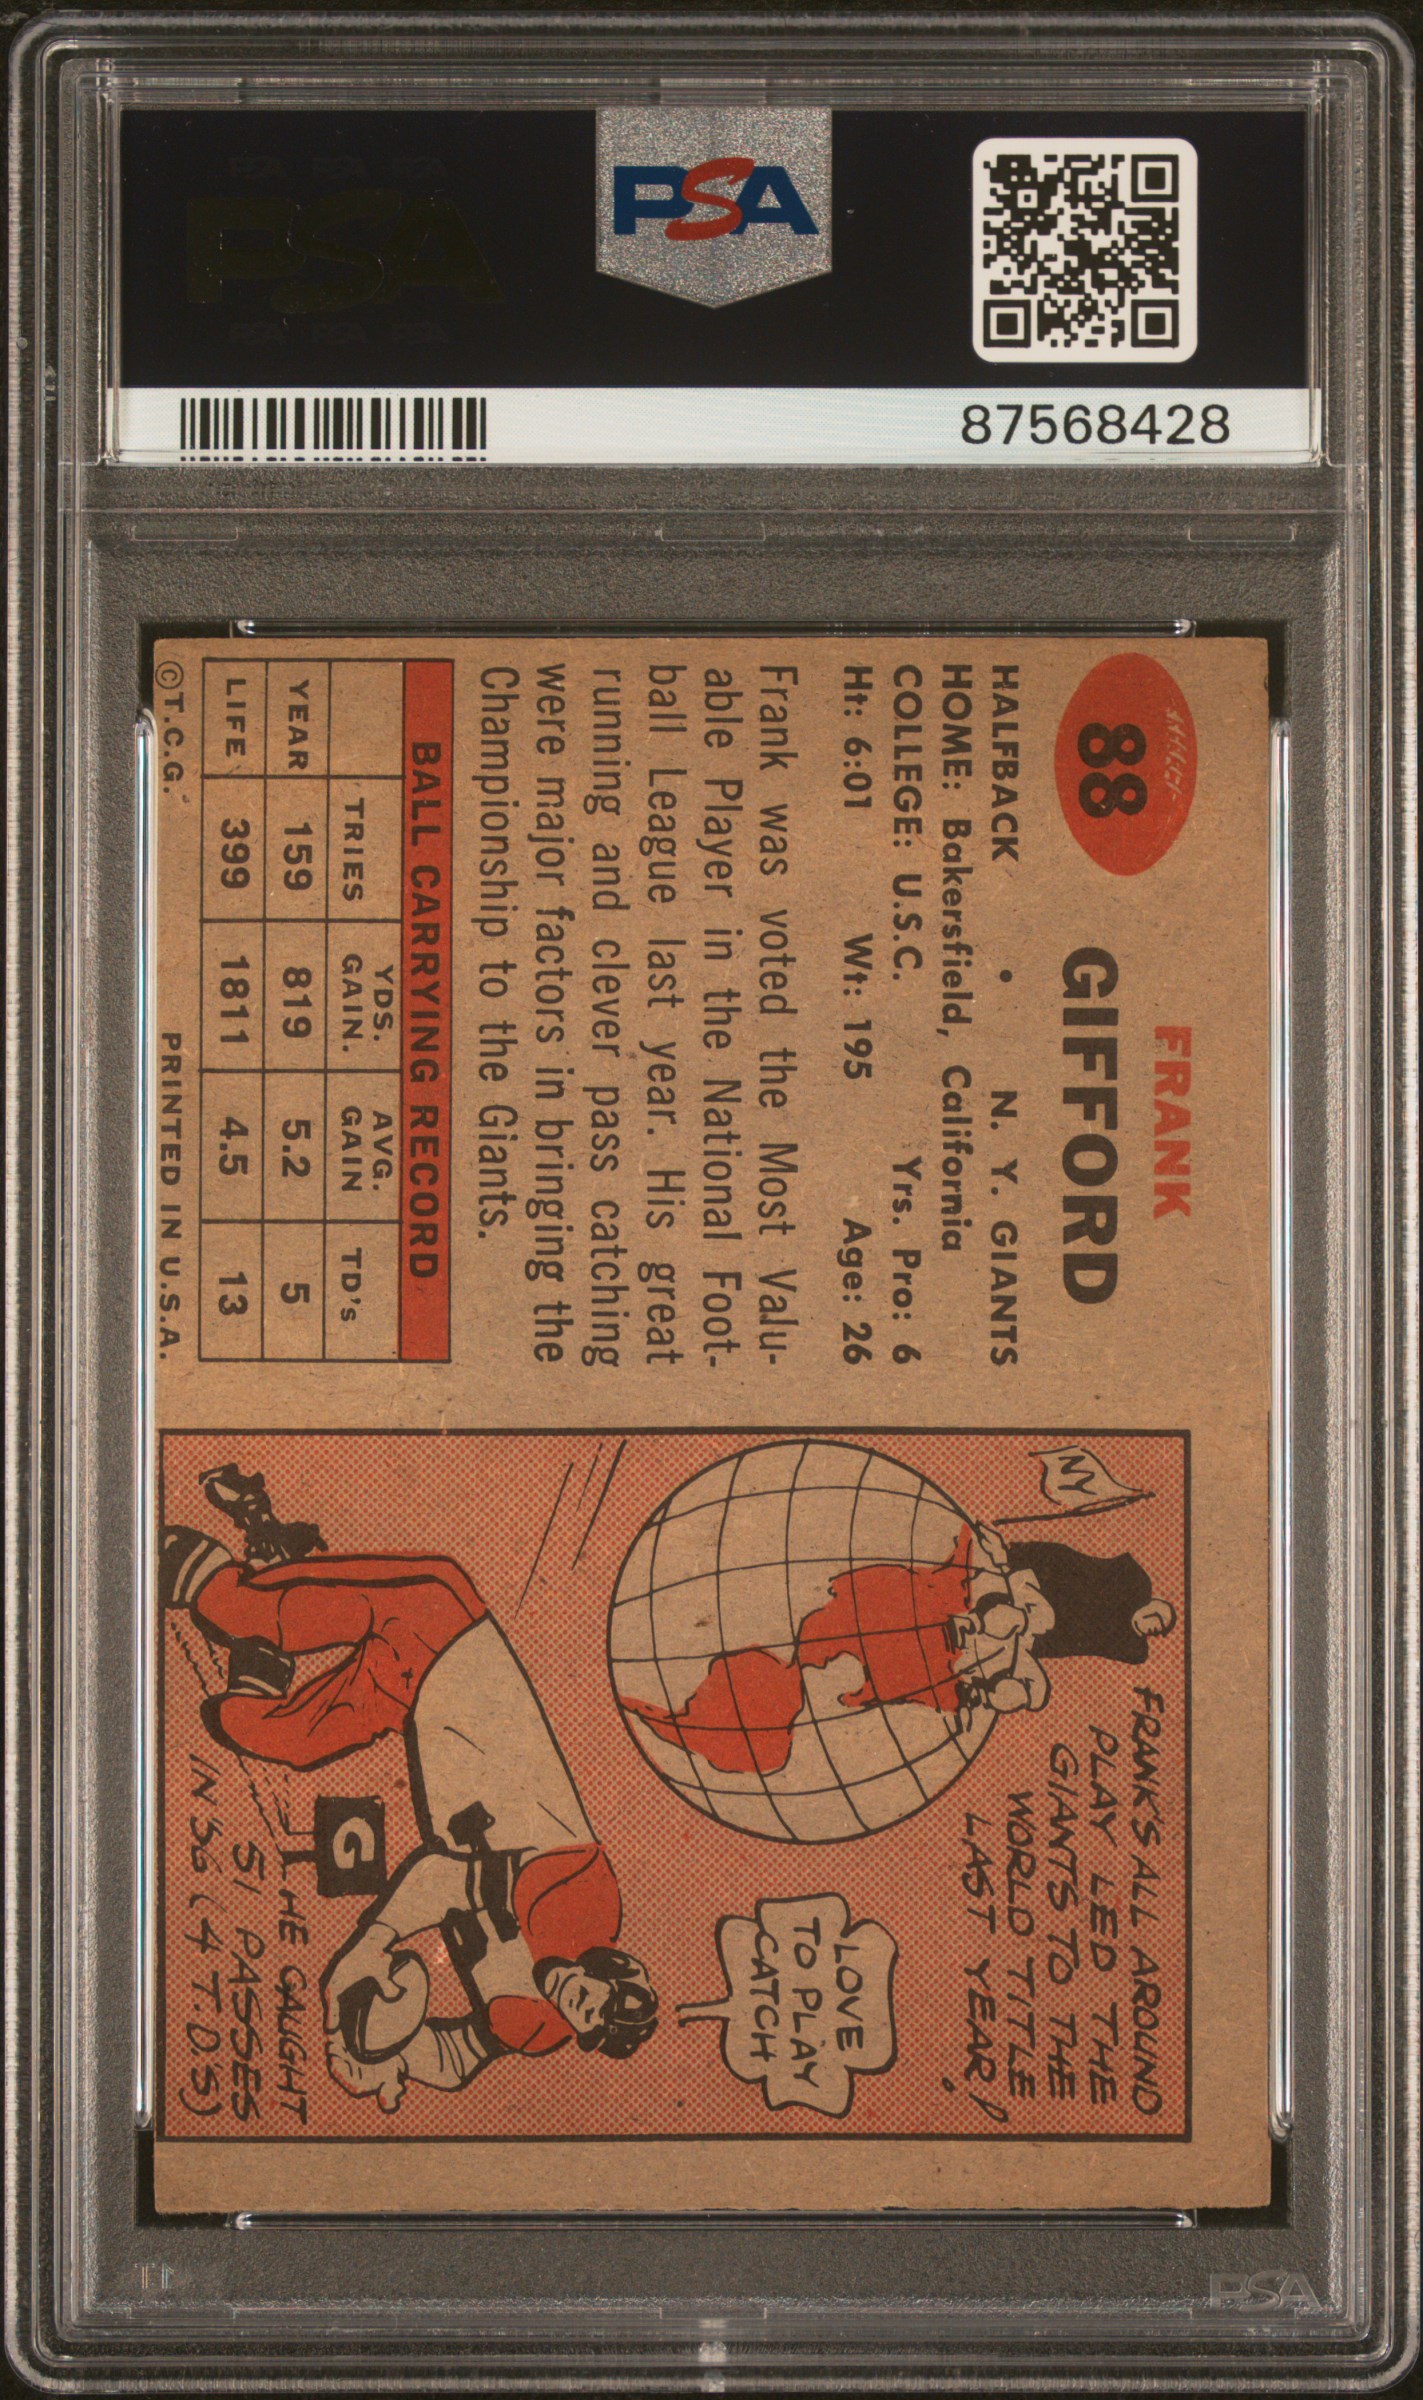 PSA
PSA
87568428
88
FRANK
GIFFORD
HALFBACK • N. Y. GIANTS
HOME: Bakersfield, California
COLLEGE: U.S.C. Yrs. Pro: 6
Ht: 6:01 Wt: 195 Age: 26
Frank was voted the Most Valu-
able Player in the National Foot-
ball League last year. His great
running and clever pass catching
were major factors in bringing the
Championship to the Giants.
BALL CARRYING RECORD
TRIES YDS. GAIN. AVG. GAIN TD's
YEAR 159 819 5.2 5
LIFE 399 1811 4.5 13
©T.C.G. PRINTED IN U.S.A.
NY
FRANK'S ALL AROUND
PLAY LED THE
GIANTS TO THE
WORLD TITLE
LAST YEAR!
LOVE
TO PLAY
CATCH
G
HE CAUGHT
51 PASSES
IN 56 (4 T.D.'S)
PSA